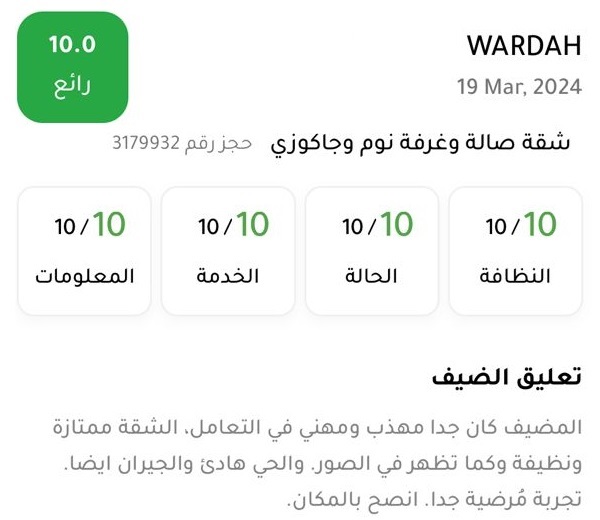 WARDAH
10.0
19 Mar, 2024
رائع
شقة صالة وغرفة نوم وجاكوزي حجز رقم 3179932
10/10 10/10 10/10 10/10
النظافة الحالة الخدمة المعلومات
تعليق الضيف
المضيف كان جدا مهذب ومهني في التعامل، الشقة ممتازة
ونظيفة وكما تظهر في الصور. والحي هادئ والجيران ايضا.
تجربة مُرضية جدا. انصح بالمكان.